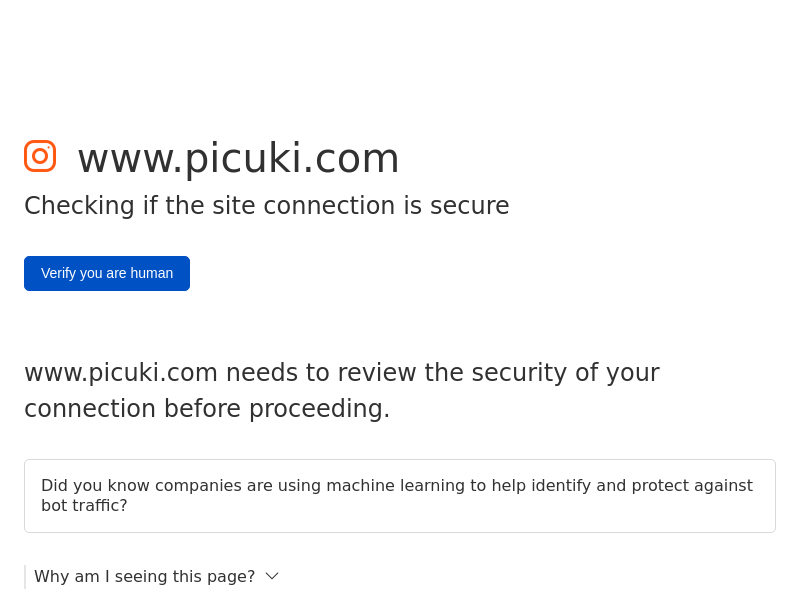 www.picuki.com
Checking if the site connection is secure
Verify you are human
www.picuki.com needs to review the security of your
connection before proceeding.
Did you know companies are using machine learning to help identify and protect against
bot traffic?
Why am I seeing this page?